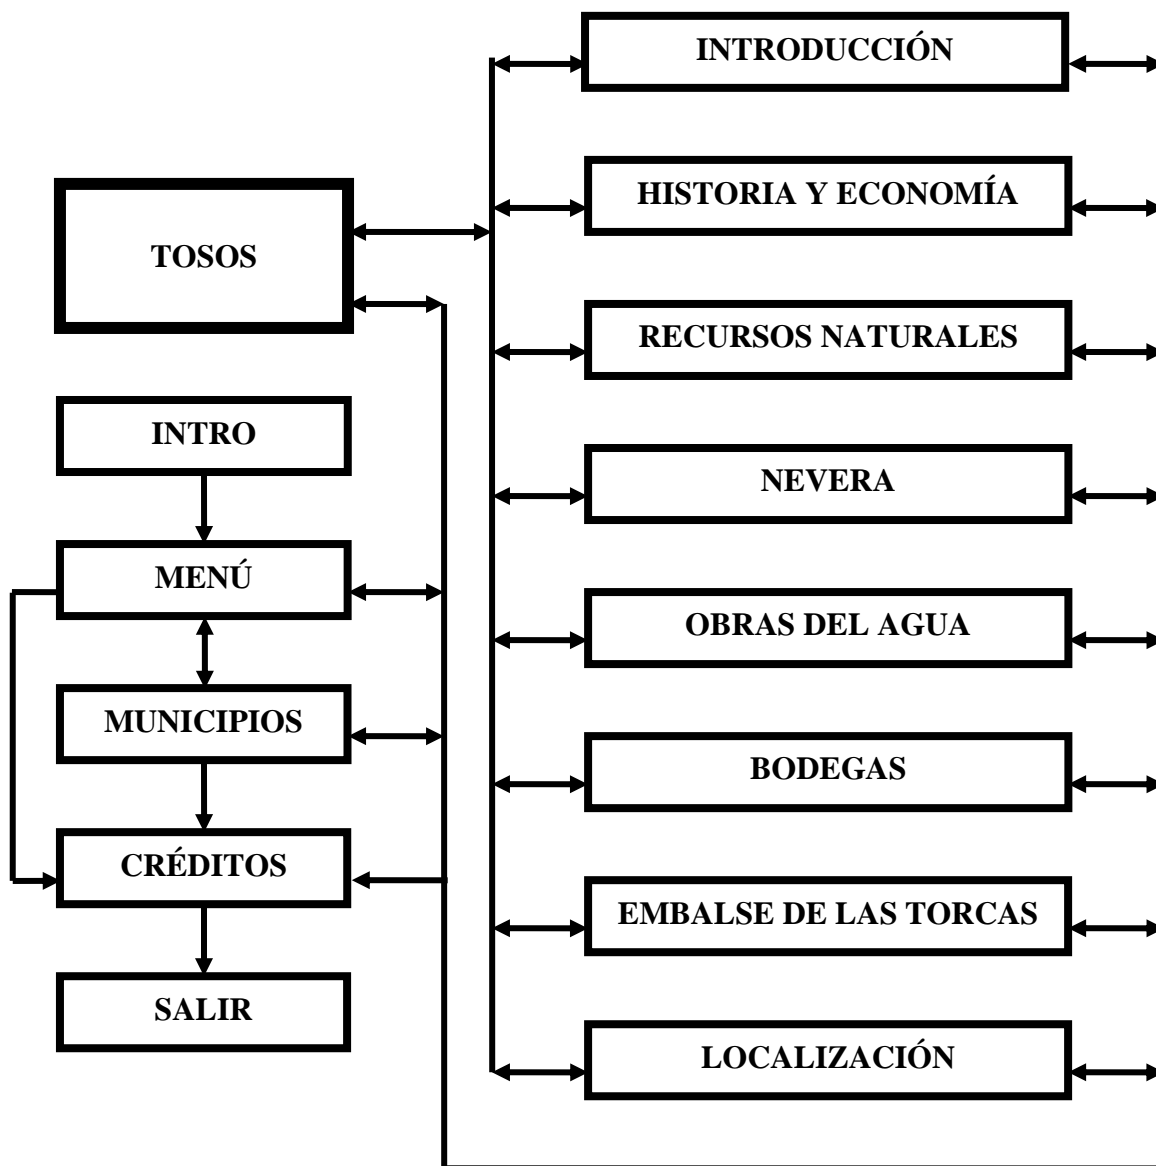 TOSOS
INTRO
MENÚ
MUNICIPIOS
CRÉDITOS
SALIR
INTRODUCCIÓN
HISTORIA Y ECONOMÍA
RECURSOS NATURALES
NEVERA
OBRAS DEL AGUA
BODEGAS
EMBALSE DE LAS TORCAS
LOCALIZACIÓN